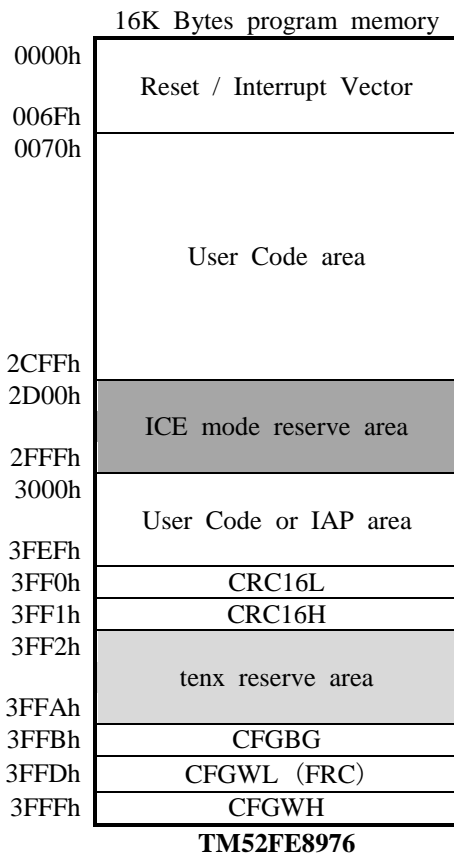 16K Bytes program memory
0000h
Reset / Interrupt Vector
006Fh
0070h
User Code area
2CFFh
2D00h
ICE mode reserve area
2FFFh
3000h
User Code or IAP area
3FEFh
3FF0h CRC16L
3FF1h CRC16H
3FF2h
tenx reserve area
3FFAh
3FFBh CFGBG
3FFDh CFGWL (FRC)
3FFFh CFGWH
TM52FE8976